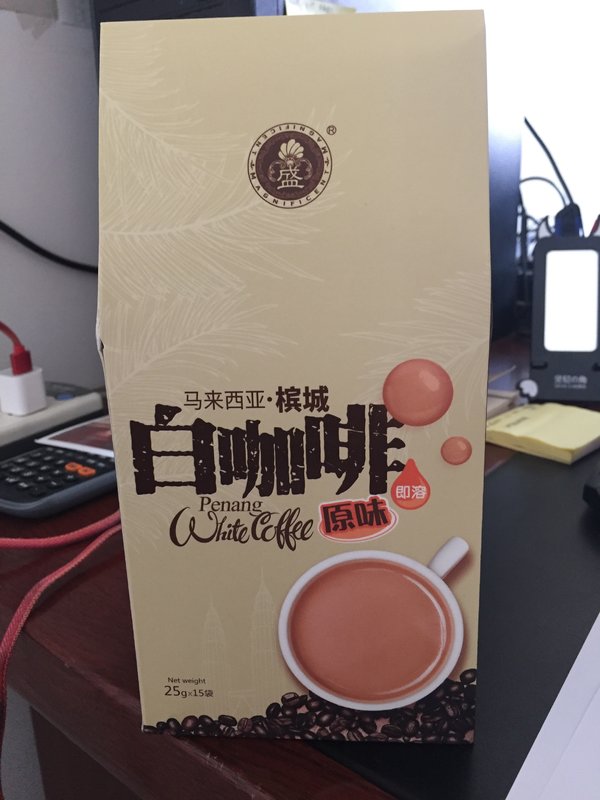 MAGNIFICENT MAGNIFICENT
盛
®
马来西亚·槟城
白咖啡
即溶
Penang
White Coffee
原味
Net weight
25g×15袋